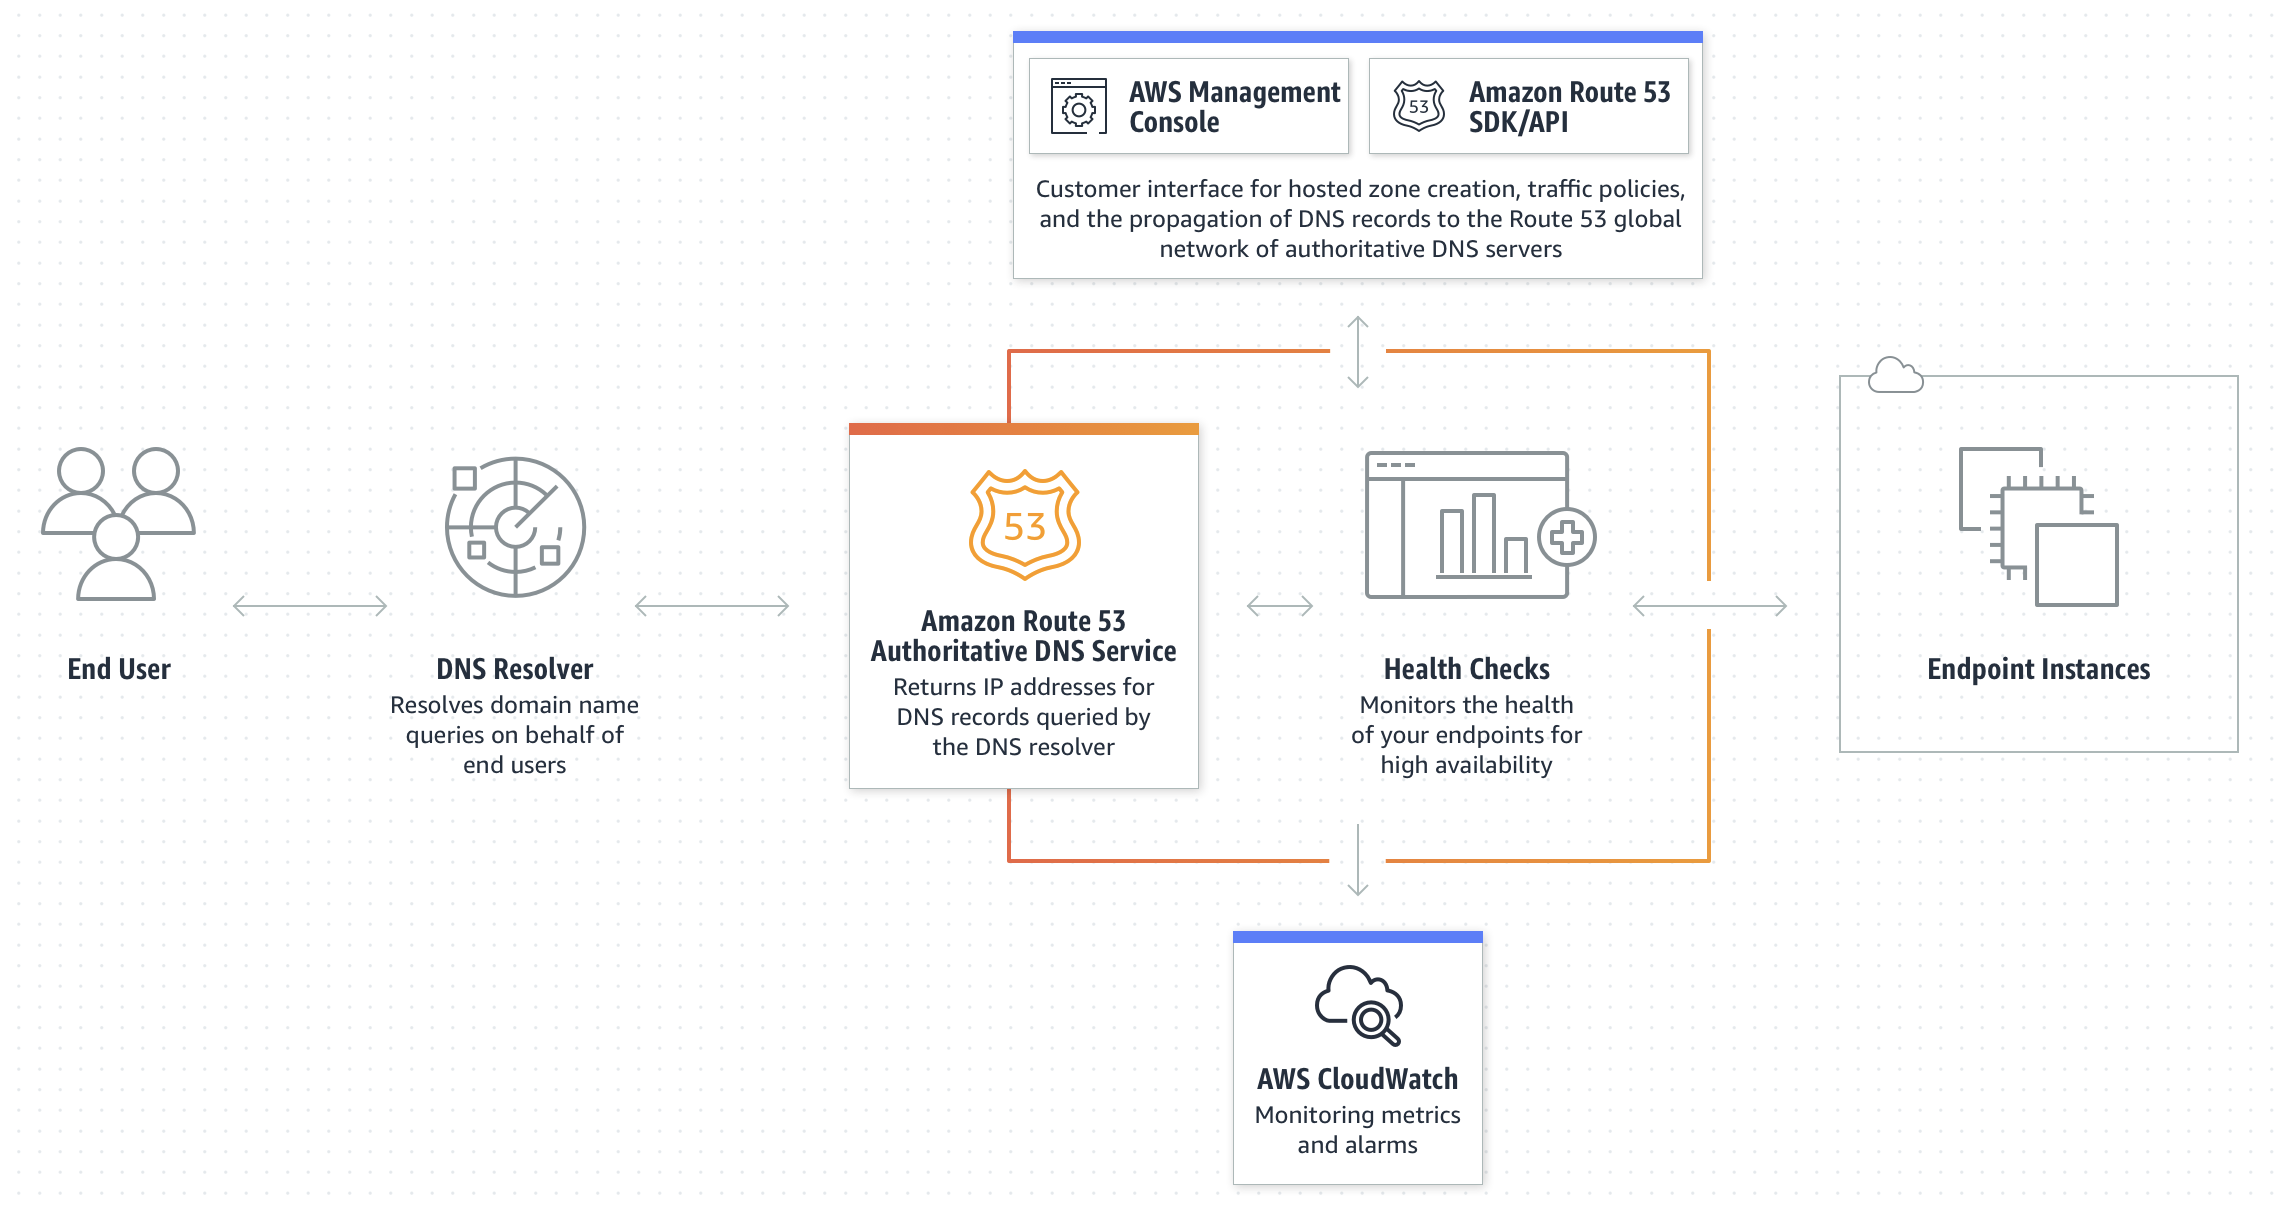 AWS Management
Console
53
Amazon Route 53
SDK/API
Customer interface for hosted zone creation, traffic policies,
and the propagation of DNS records to the Route 53 global
network of authoritative DNS servers
End User
DNS Resolver
Resolves domain name
queries on behalf of
end users
53
Amazon Route 53
Authoritative DNS Service
Returns IP addresses for
DNS records queried by
the DNS resolver
Health Checks
Monitors the health
of your endpoints for
high availability
Endpoint Instances
AWS CloudWatch
Monitoring metrics
and alarms